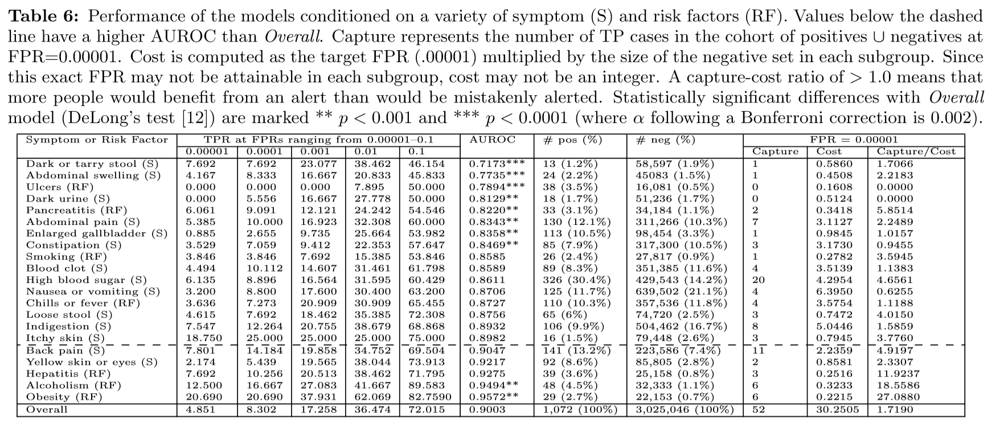 Table 6: Performance of the models conditioned on a variety of symptom (S) and risk factors (RF). Values below the dashed
line have a higher AUROC than Overall. Capture represents the number of TP cases in the cohort of positives ∪ negatives at
FPR=0.00001. Cost is computed as the target FPR (.00001) multiplied by the size of the negative set in each subgroup. Since
this exact FPR may not be attainable in each subgroup, cost may not be an integer. A capture-cost ratio of > 1.0 means that
more people would benefit from an alert than would be mistakenly alerted. Statistically significant differences with Overall
model (DeLong's test [12]) are marked ** p < 0.001 and *** p < 0.0001 (where α following a Bonferroni correction is 0.002).
Symptom or Risk Factor TPR at FPRs ranging from 0.00001–0.1 AUROC # pos (%) # neg (%) FPR = 0.00001
0.00001 0.0001 0.001 0.01 0.1 Capture Cost Capture/Cost
Dark or tarry stool (S) 7.692 7.692 23.077 38.462 46.154 0.7173*** 13 (1.2%) 58,597 (1.9%) 1 0.5860 1.7066
Abdominal swelling (S) 4.167 8.333 16.667 20.833 45.833 0.7735*** 24 (2.2%) 45083 (1.5%) 1 0.4508 2.2183
Ulcers (RF) 0.000 0.000 0.000 7.895 50.000 0.7894*** 38 (3.5%) 16,081 (0.5%) 0 0.1608 0.0000
Dark urine (S) 0.000 5.556 16.667 27.778 50.000 0.8129** 18 (1.7%) 51,236 (1.7%) 0 0.5124 0.0000
Pancreatitis (RF) 6.061 9.091 12.121 24.242 54.546 0.8220** 33 (3.1%) 34,184 (1.1%) 2 0.3418 5.8514
Abdominal pain (S) 5.385 10.000 16.923 32.308 60.000 0.8343** 130 (12.1%) 311,266 (10.3%) 7 3.1127 2.2489
Enlarged gallbladder (S) 0.885 2.655 9.735 25.664 53.982 0.8358** 113 (10.5%) 98,454 (3.3%) 1 0.9845 1.0157
Constipation (S) 3.529 7.059 9.412 22.353 57.647 0.8469** 85 (7.9%) 317,300 (10.5%) 3 3.1730 0.9455
Smoking (RF) 3.846 3.846 7.692 15.385 53.846 0.8585 26 (2.4%) 27,817 (0.9%) 1 0.2782 3.5945
Blood clot (S) 4.494 10.112 14.607 31.461 61.798 0.8589 89 (8.3%) 351,385 (11.6%) 4 3.5139 1.1383
High blood sugar (S) 6.135 8.896 16.564 31.595 60.429 0.8611 326 (30.4%) 429,543 (14.2%) 20 4.2954 4.6561
Nausea or vomiting (S) 3.200 8.800 17.600 30.400 63.200 0.8706 125 (11.7%) 639,502 (21.1%) 4 6.3950 0.6255
Chills or fever (RF) 3.636 7.273 20.909 30.909 65.455 0.8727 110 (10.3%) 357,536 (11.8%) 4 3.5754 1.1188
Loose stool (S) 4.615 7.692 18.462 35.385 72.308 0.8756 65 (6%) 74,720 (2.5%) 3 0.7472 4.0150
Indigestion (S) 7.547 12.264 20.755 38.679 68.868 0.8932 106 (9.9%) 504,462 (16.7%) 8 5.0446 1.5859
Itchy skin (S) 18.750 25.000 25.000 25.000 75.000 0.8982 16 (1.5%) 79,448 (2.6%) 3 0.7945 3.7760
Back pain (S) 7.801 14.184 19.858 34.752 69.504 0.9047 141 (13.2%) 223,586 (7.4%) 11 2.2359 4.9197
Yellow skin or eyes (S) 2.174 5.439 19.565 38.044 73.913 0.9217 92 (8.6%) 85,805 (2.8%) 2 0.8581 2.3307
Hepatitis (RF) 7.692 10.256 20.513 38.462 71.795 0.9275 39 (3.6%) 25,158 (0.8%) 3 0.2516 11.9237
Alcoholism (RF) 12.500 16.667 27.083 41.667 89.583 0.9494** 48 (4.5%) 32,333 (1.1%) 6 0.3233 18.5586
Obesity (RF) 20.690 20.690 37.931 62.069 82.7590 0.9572** 29 (2.7%) 22,153 (0.7%) 6 0.2215 27.0880
Overall 4.851 8.302 17.258 36.474 72.015 0.9003 1,072 (100%) 3,025,046 (100%) 52 30.2505 1.7190